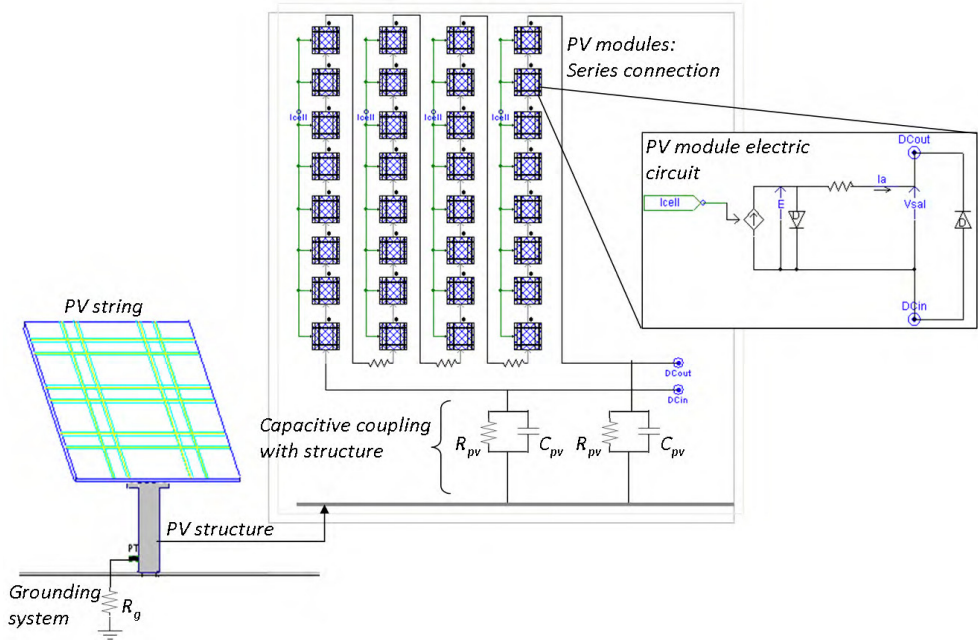 PV modules:
Series connection
Icell
Icell
Icell
Icell
PV module electric
circuit
DCout
Icell
E
D
Ia
Vsal
D
DCin
PV string
DCout
DCin
Capacitive coupling
with structure
Rpv
Cpv
Rpv
Cpv
PV structure
PT
Grounding
system
Rg